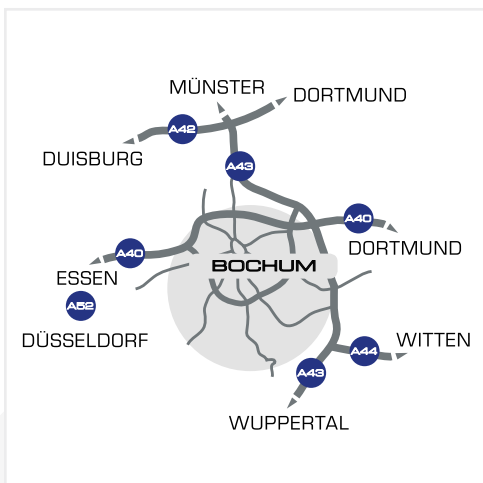 MÜNSTER
DORTMUND
A42
DUISBURG
A43
A40
DORTMUND
A40
BOCHUM
ESSEN
A52
DÜSSELDORF
WITTEN
A44
A43
WUPPERTAL